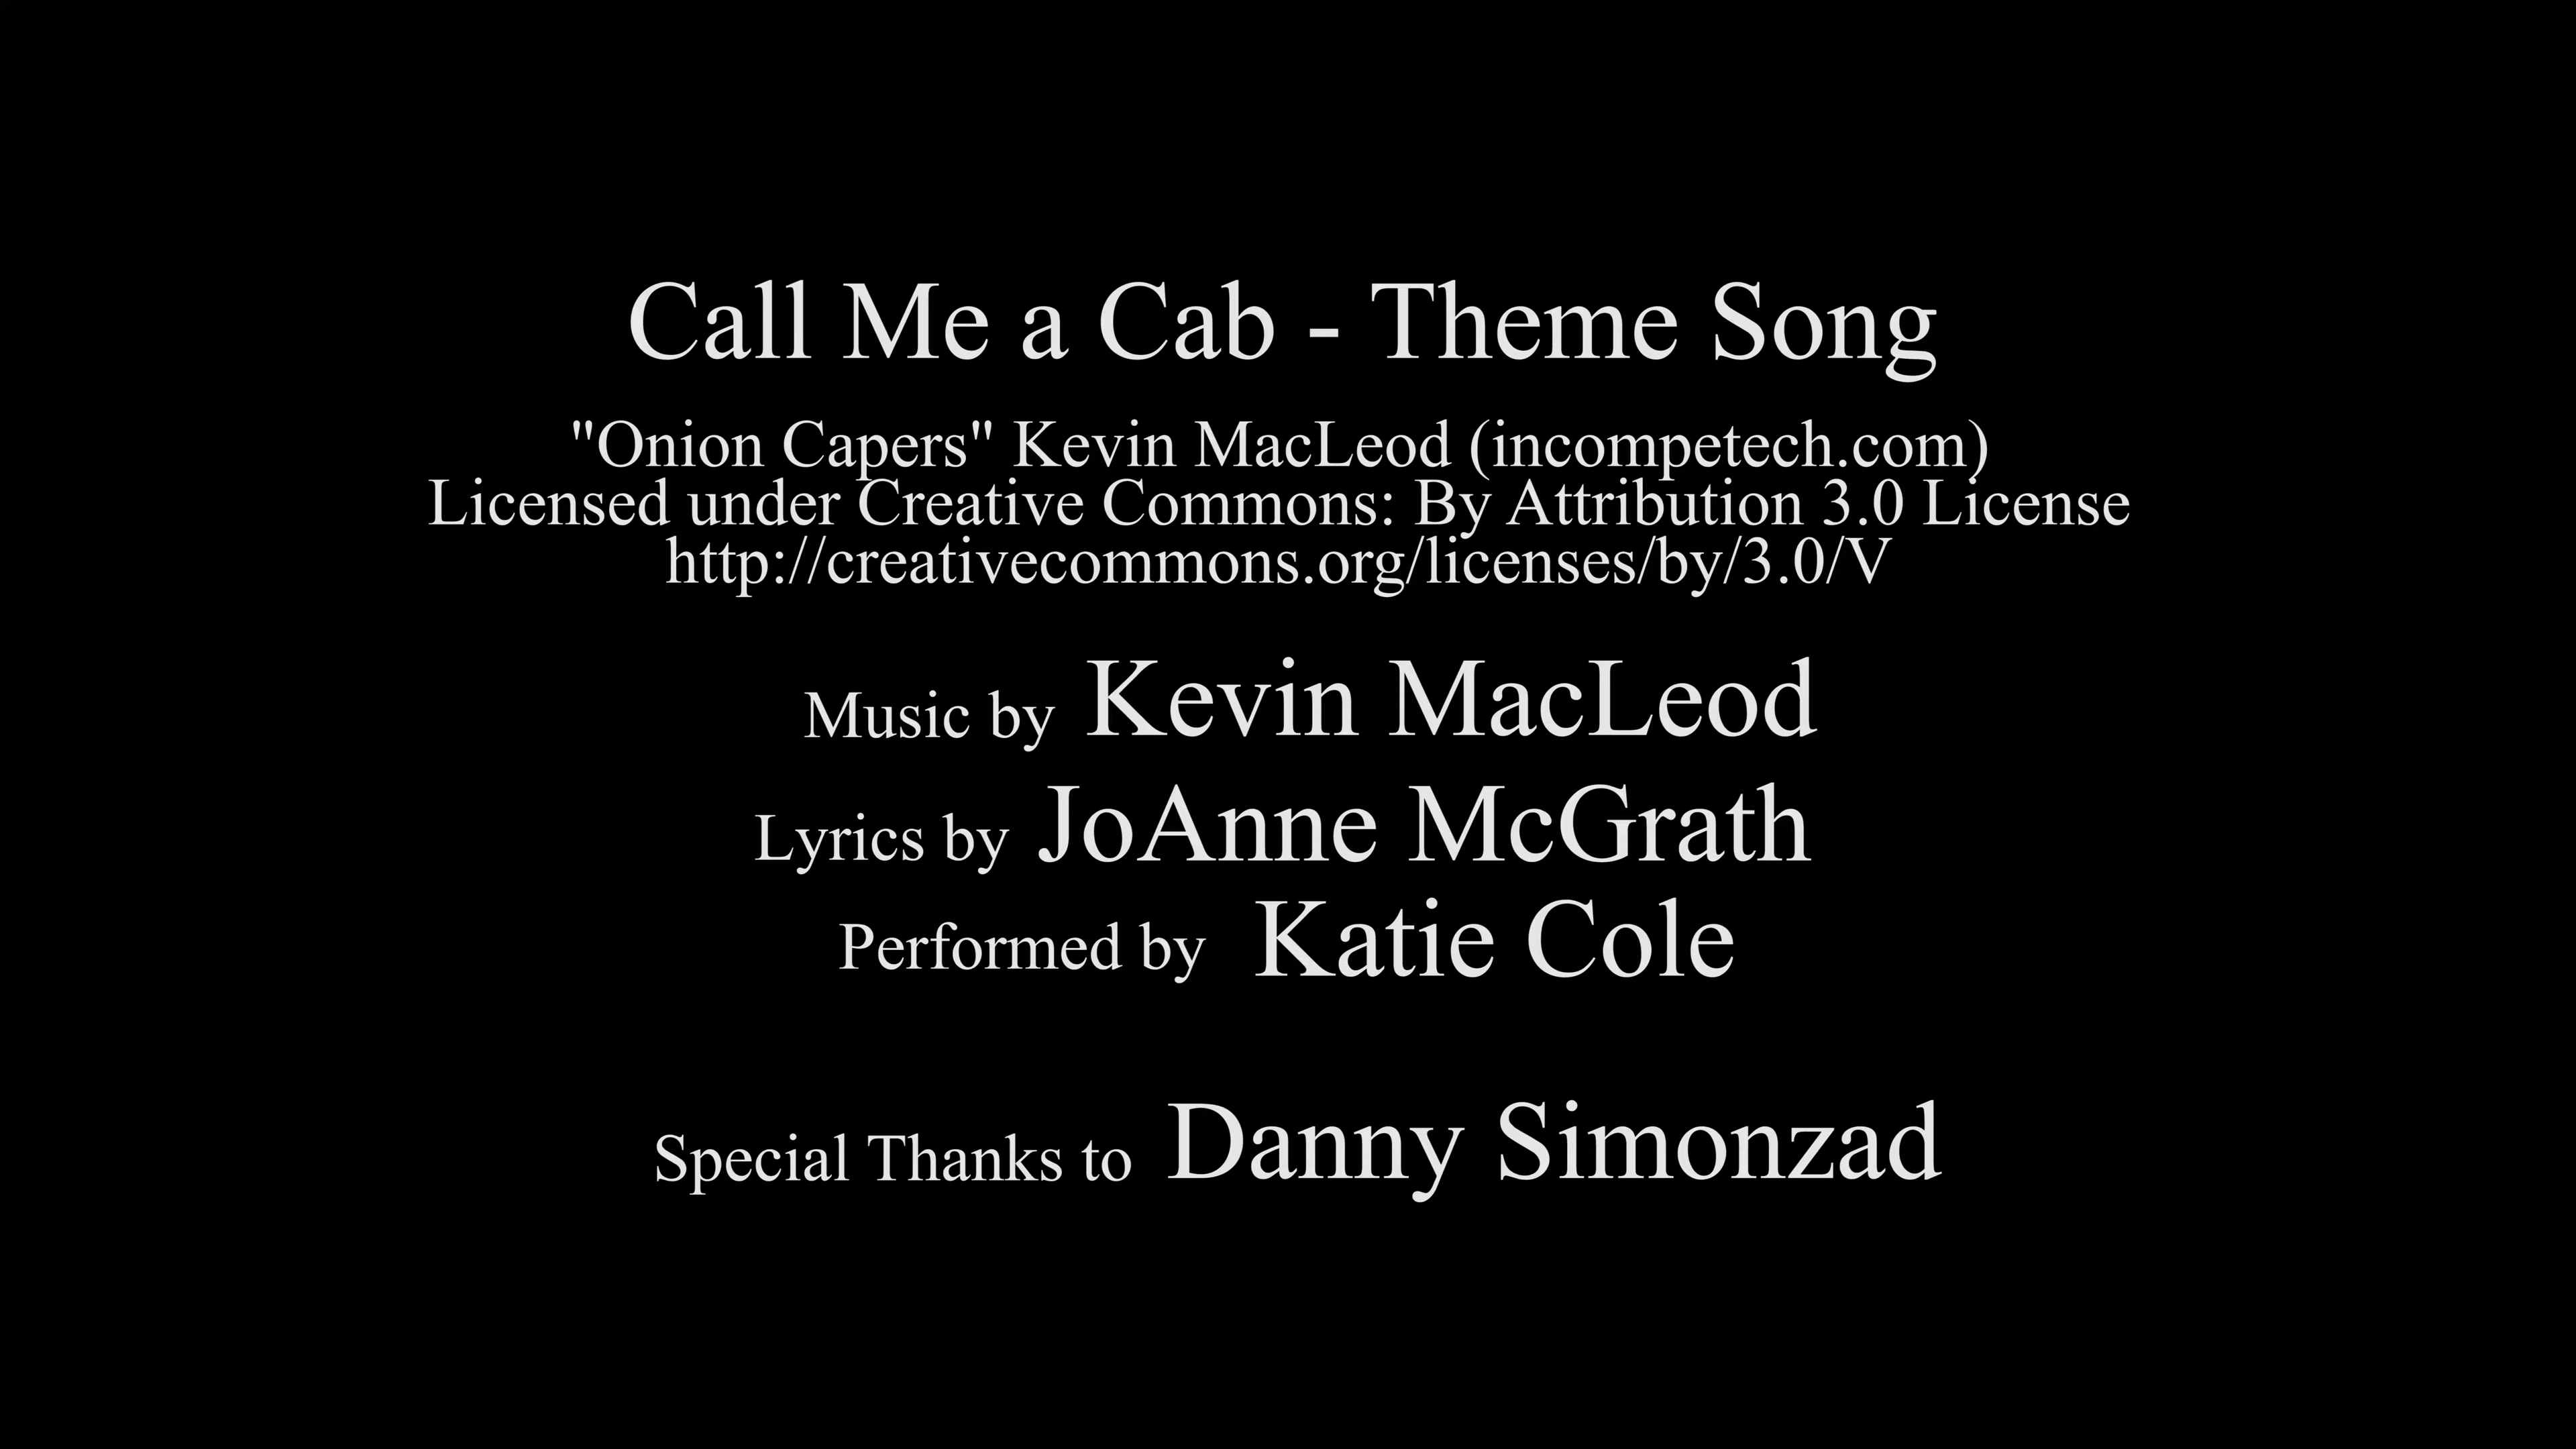 Call Me a Cab - Theme Song
"Onion Capers" Kevin MacLeod (incompetech.com)
Licensed under Creative Commons: By Attribution 3.0 License
http://creativecommons.org/licenses/by/3.0/V
Music by Kevin MacLeod
Lyrics by JoAnne McGrath
Performed by Katie Cole
Special Thanks to Danny Simonzad